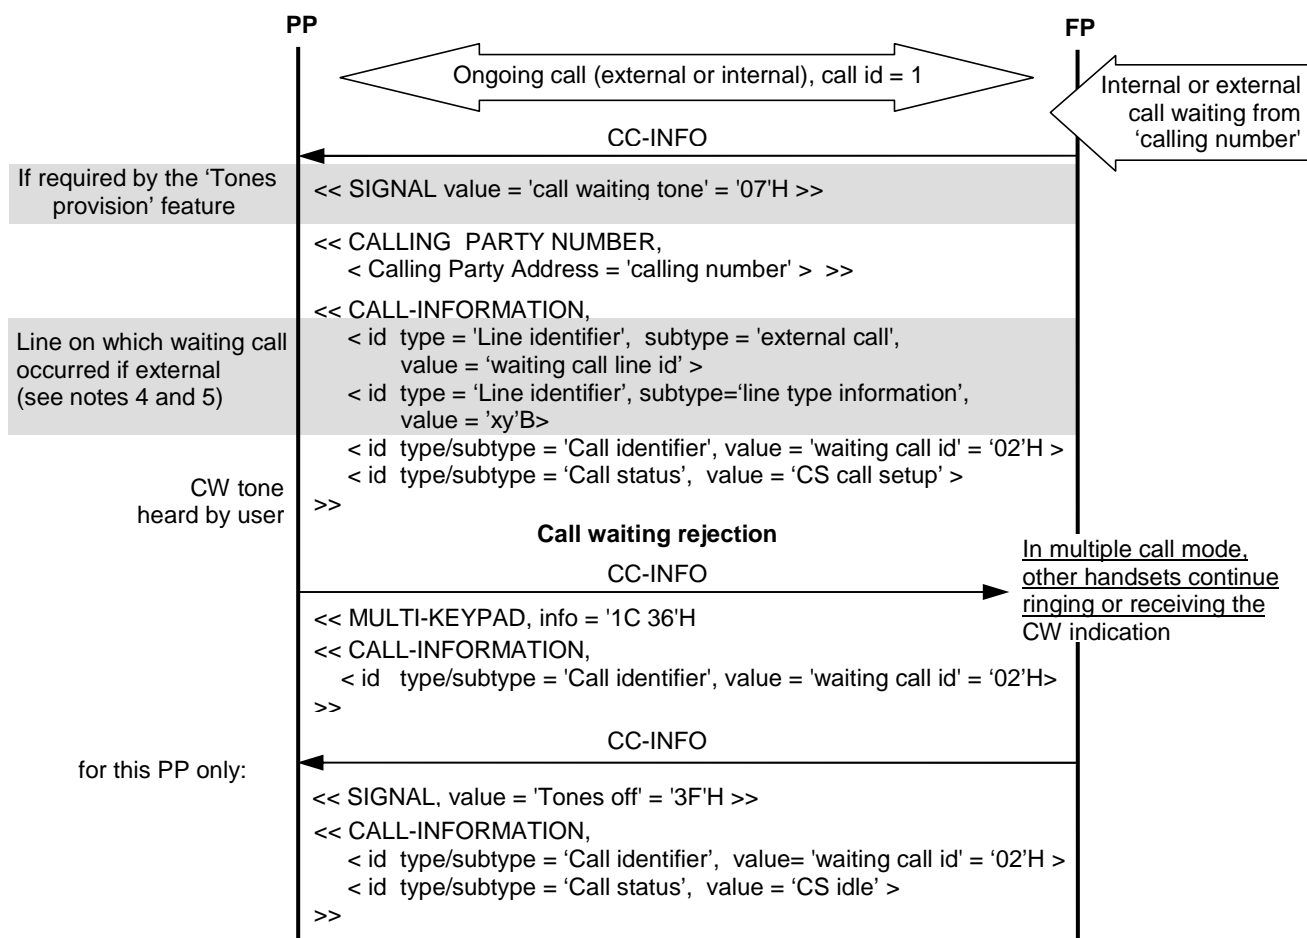 PP
FP
Ongoing call (external or internal), call id = 1
Internal or external
call waiting from
‘calling number'
CC-INFO
If required by the ‘Tones
provision’ feature
<< SIGNAL value = 'call waiting tone' = '07'H >>
<< CALLING PARTY NUMBER,
< Calling Party Address = 'calling number' > >>
<< CALL-INFORMATION,
Line on which waiting call
occurred if external
(see notes 4 and 5)
< id type = 'Line identifier', subtype = 'external call',
value = ‘waiting call line id’ >
< id type = ‘Line identifier’, subtype=‘line type information’,
value = ’xy’B>
< id type/subtype = 'Call identifier', value = 'waiting call id' = ‘02’H >
< id type/subtype = ‘Call status’, value = ‘CS call setup’ >
>>
CW tone
heard by user
Call waiting rejection
CC-INFO
In multiple call mode,
other handsets continue
ringing or receiving the
CW indication
<< MULTI-KEYPAD, info = '1C 36'H
<< CALL-INFORMATION,
< id type/subtype = 'Call identifier', value = 'waiting call id' = ‘02’H>
>>
CC-INFO
for this PP only:
<< SIGNAL, value = 'Tones off' = '3F'H >>
<< CALL-INFORMATION,
< id type/subtype = ‘Call identifier’, value= 'waiting call id' = ‘02’H >
< id type/subtype = ‘Call status’, value = ‘CS idle’ >
>>